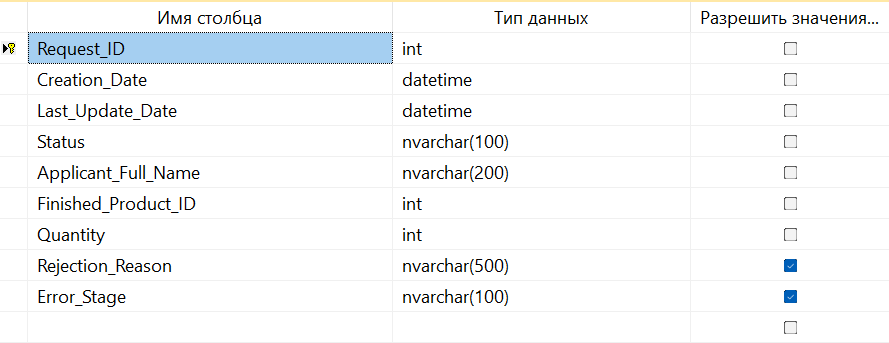 Имя столбца Тип данных Разрешить значения...
Request_ID int
Creation_Date datetime
Last_Update_Date datetime
Status nvarchar(100)
Applicant_Full_Name nvarchar(200)
Finished_Product_ID int
Quantity int
Rejection_Reason nvarchar(500)
Error_Stage nvarchar(100)